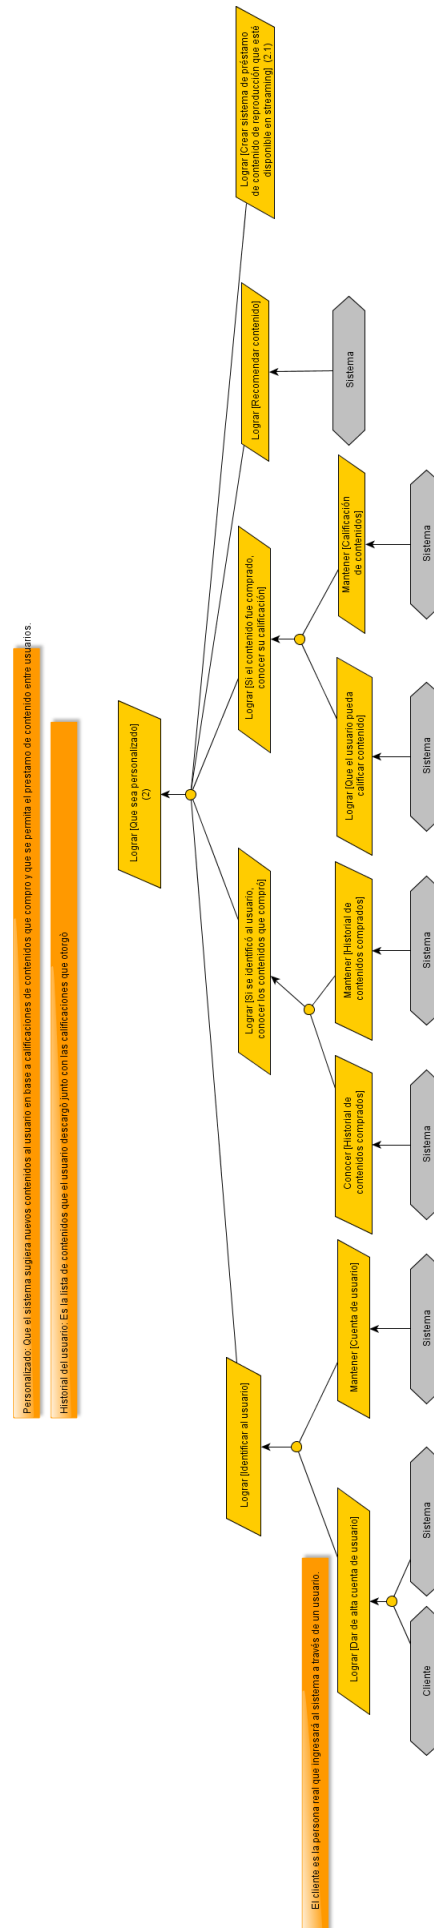 Personalizado: Que el sistema sugiera nuevos contenidos al usuario en base a calificaciones de contenidos que compro y que se permita el prestamo de contenido entre usuarios.
Historial del usuario: Es la lista de contenidos que el usuario descargò junto con las calificaciones que otorgò
Lograr [Que sea personalizado]
(2)
Lograr [Identificar al usuario]
Lograr [Si se identificó al usuario,
conocer los contenidos que compró]
Lograr [Si el contenido fue comprado,
conocer su calificación]
Lograr [Recomendar contenido]
Lograr [Crear sistema de préstamo
de contenido de reproducción que esté
disponible en streaming] (2.1)
El cliente es la persona real que ingresará al sistema a través de un usuario.
Lograr [Dar de alta cuenta de usuario]
Mantener [Cuenta de usuario]
Conocer [Historial de
contenidos comprados]
Mantener [Historial de
contenidos comprados]
Lograr [Que el usuario pueda
calificar contenido]
Mantener [Calificación
de contenidos]
Sistema
Cliente
Sistema
Sistema
Sistema
Sistema
Sistema
Sistema